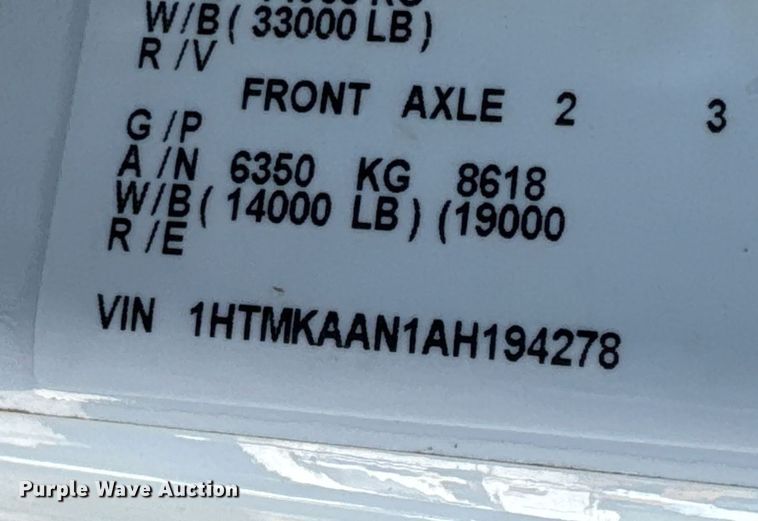 W/B ( 33000 LB )
R /V
FRONT AXLE 2 3
G /P
A /N 6350 KG 8618
W/B ( 14000 LB ) (19000
R /E
VIN 1HTMKAAN1AH194278
Purple Wave Auction